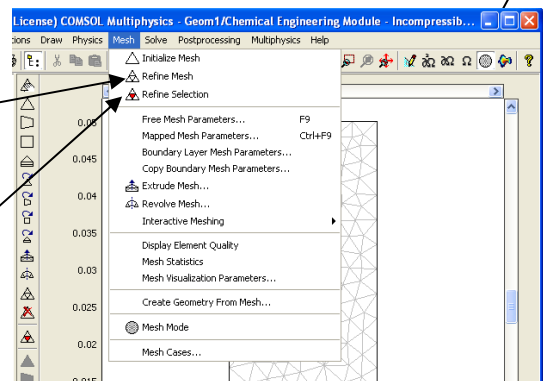 License) COMSOL Multiphysics - Geom1/Chemical Engineering Module - Incompressib...
Draw Physics Mesh Solve Postprocessing Multiphysics Help
Initialize Mesh
Refine Mesh
Refine Selection
Free Mesh Parameters... F9
Mapped Mesh Parameters... Ctrl+F9
Boundary Layer Mesh Parameters...
Copy Boundary Mesh Parameters...
Extrude Mesh...
Revolve Mesh...
Interactive Meshing
Display Element Quality
Mesh Statistics
Mesh Visualization Parameters...
Create Geometry From Mesh...
Mesh Mode
Mesh Cases...
0.05
0.045
0.04
0.035
0.03
0.025
0.02
0.015